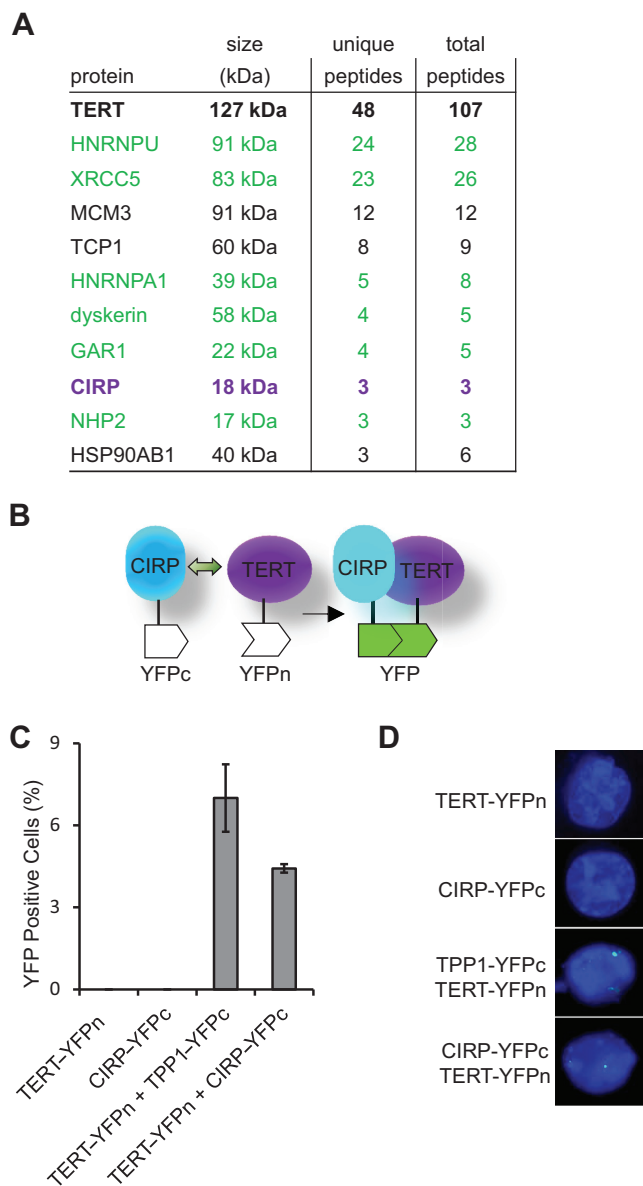 A
size unique total
protein (kDa) peptides peptides
TERT 127 kDa 48 107
HNRNPU 91 kDa 24 28
XRCC5 83 kDa 23 26
MCM3 91 kDa 12 12
TCP1 60 kDa 8 9
HNRNPA1 39 kDa 5 8
dyskerin 58 kDa 4 5
GAR1 22 kDa 4 5
CIRP 18 kDa 3 3
NHP2 17 kDa 3 3
HSP90AB1 40 kDa 3 6
B
CIRP TERT CIRP TERT
YFPc YFPn YFP
C
YFP Positive Cells (%)
9
6
3
0
TERT-YFPn
CIRP-YFPc
TERT-YFPn + TPP1-YFPc
TERT-YFPn + CIRP-YFPc
D
TERT-YFPn
CIRP-YFPc
TPP1-YFPc
TERT-YFPn
CIRP-YFPc
TERT-YFPn